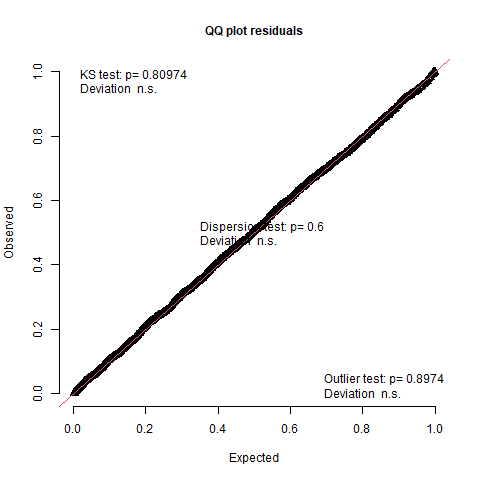 QQ plot residuals
KS test: p= 0.80974
Deviation n.s.
Dispersion test: p= 0.6
Deviation n.s.
Outlier test: p= 0.8974
Deviation n.s.
Observed
0.0
0.2
0.4
0.6
0.8
1.0
0.0
0.2
0.4
0.6
0.8
1.0
Expected